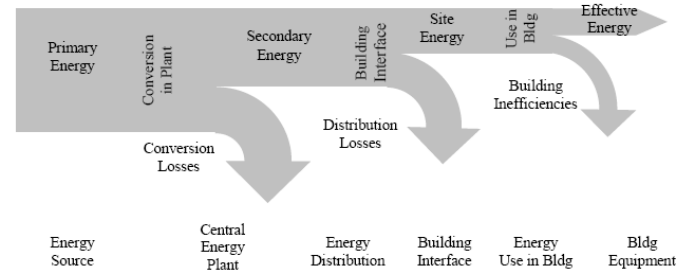 Primary
Energy
Conversion
in Plant
Secondary
Energy
Building
Interface
Site
Energy
Use in
Bldg
Effective
Energy
Conversion
Losses
Distribution
Losses
Building
Inefficiencies
Energy
Source
Central
Energy
Plant
Energy
Distribution
Building
Interface
Energy
Use in Bldg
Bldg
Equipment